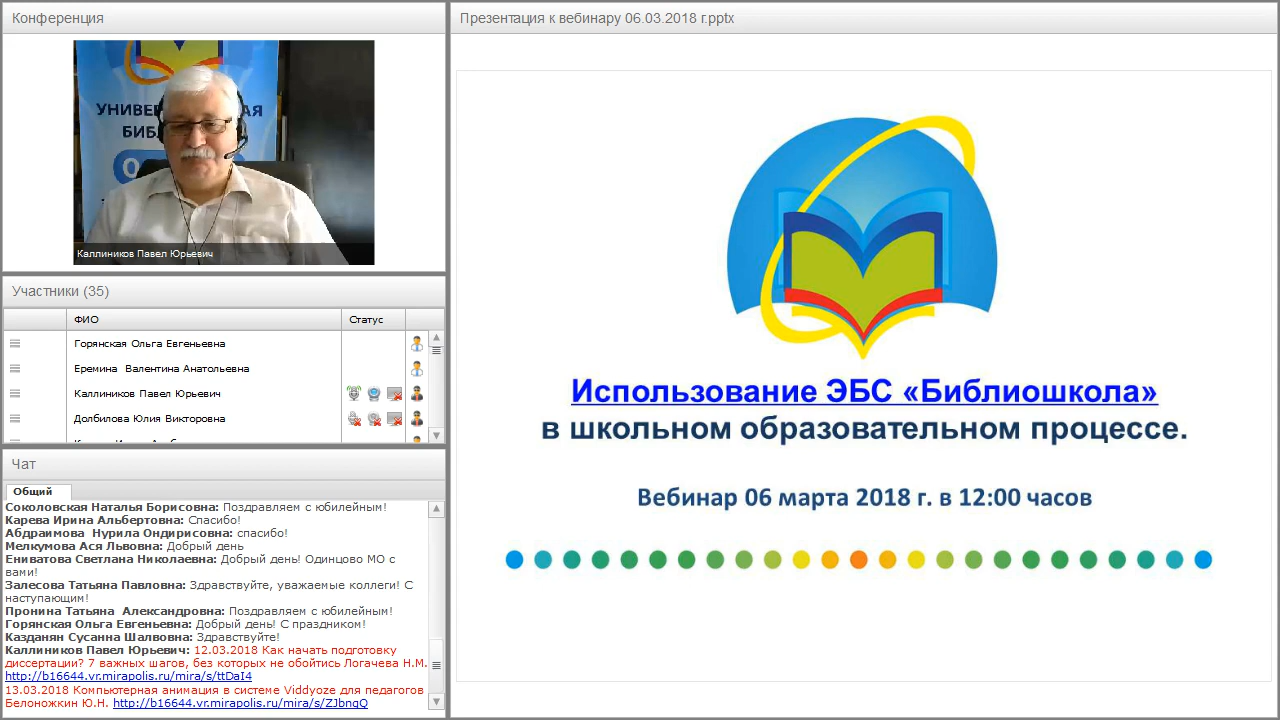 Конференция
УНИВЕР АЯ
БИБЛ
Каллиников Павел Юрьевич
Участники (35)
ФИО Статус
Горянская Ольга Евгеньевна
Еремина Валентина Анатольевна
Каллиников Павел Юрьевич
Долбилова Юлия Викторовна
Чат
Общий
Соколовская Наталья Борисовна: Поздравляем с юбилейным!
Карева Ирина Альбертовна: Спасибо!
Абдраимова Нурила Ондирисовна: спасибо!
Мелкумова Ася Львовна: Добрый день
Ениватова Светлана Николаевна: Добрый день! Одинцово МО с
вами!
Залесова Татьяна Павловна: Здравствуйте, уважаемые коллеги! С
наступающим!
Пронина Татьяна Александровна: Поздравляем с юбилейным!
Горянская Ольга Евгеньевна: Добрый день! С праздником!
Казданян Сусанна Шалвовна: Здравствуйте!
Каллиников Павел Юрьевич: 12.03.2018 Как начать подготовку
диссертации? 7 важных шагов, без которых не обойтись Логачева Н.М.
http://b16644.vr.mirapolis.ru/mira/s/ttDaI4
13.03.2018 Компьютерная анимация в системе Viddyoze для педагогов
Белоножкин Ю.Н. http://b16644.vr.mirapolis.ru/mira/s/ZJbnqQ
Презентация к вебинару 06.03.2018 г.pptx
Использование ЭБС «Библиошкола»
в школьном образовательном процессе.
Вебинар 06 марта 2018 г. в 12:00 часов